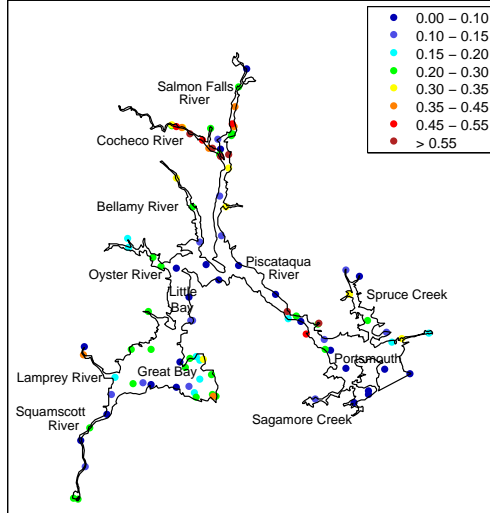 0.00 − 0.10
0.10 − 0.15
0.15 − 0.20
0.20 − 0.30
0.30 − 0.35
0.35 − 0.45
0.45 − 0.55
> 0.55
Salmon Falls
River
Cocheco River
Bellamy River
Oyster River
Piscataqua
River
Little
Bay
Spruce Creek
Portsmouth
Great Bay
Lamprey River
Squamscott
River
Sagamore Creek